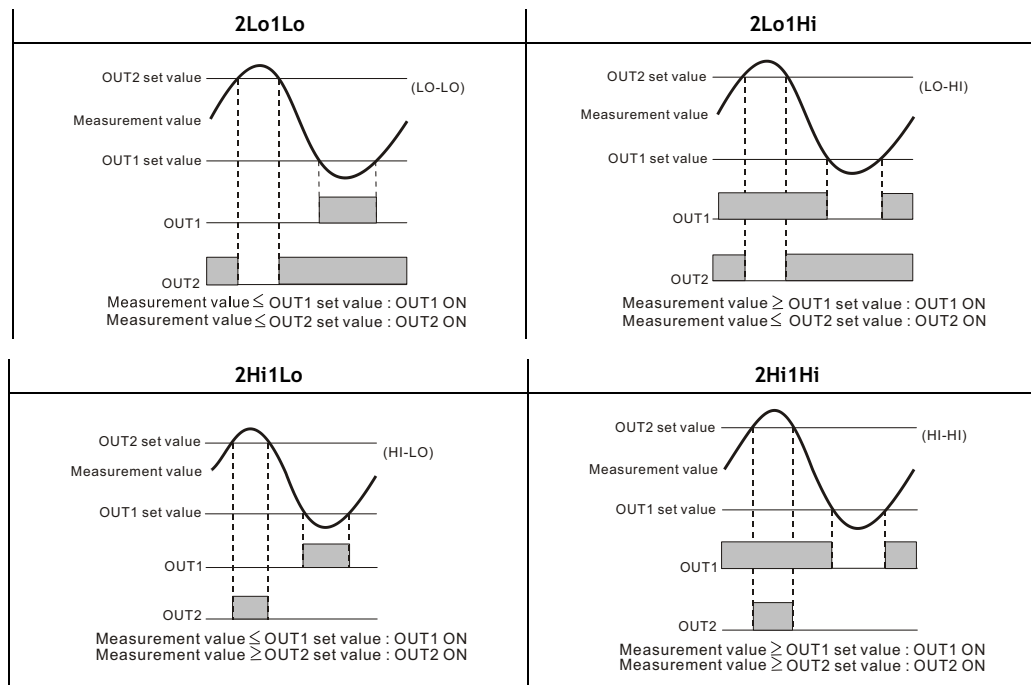 2Lo1Lo
OUT2 set value
(LO-LO)
Measurement value
OUT1 set value
OUT1
OUT2
Measurement value ≤ OUT1 set value : OUT1 ON
Measurement value ≤ OUT2 set value : OUT2 ON
2Lo1Hi
OUT2 set value
(LO-HI)
Measurement value
OUT1 set value
OUT1
OUT2
Measurement value ≥ OUT1 set value : OUT1 ON
Measurement value ≤ OUT2 set value : OUT2 ON
2Hi1Lo
OUT2 set value
(HI-LO)
Measurement value
OUT1 set value
OUT1
OUT2
Measurement value ≤ OUT1 set value : OUT1 ON
Measurement value ≥ OUT2 set value : OUT2 ON
2Hi1Hi
OUT2 set value
(HI-HI)
Measurement value
OUT1 set value
OUT1
OUT2
Measurement value ≥ OUT1 set value : OUT1 ON
Measurement value ≥ OUT2 set value : OUT2 ON